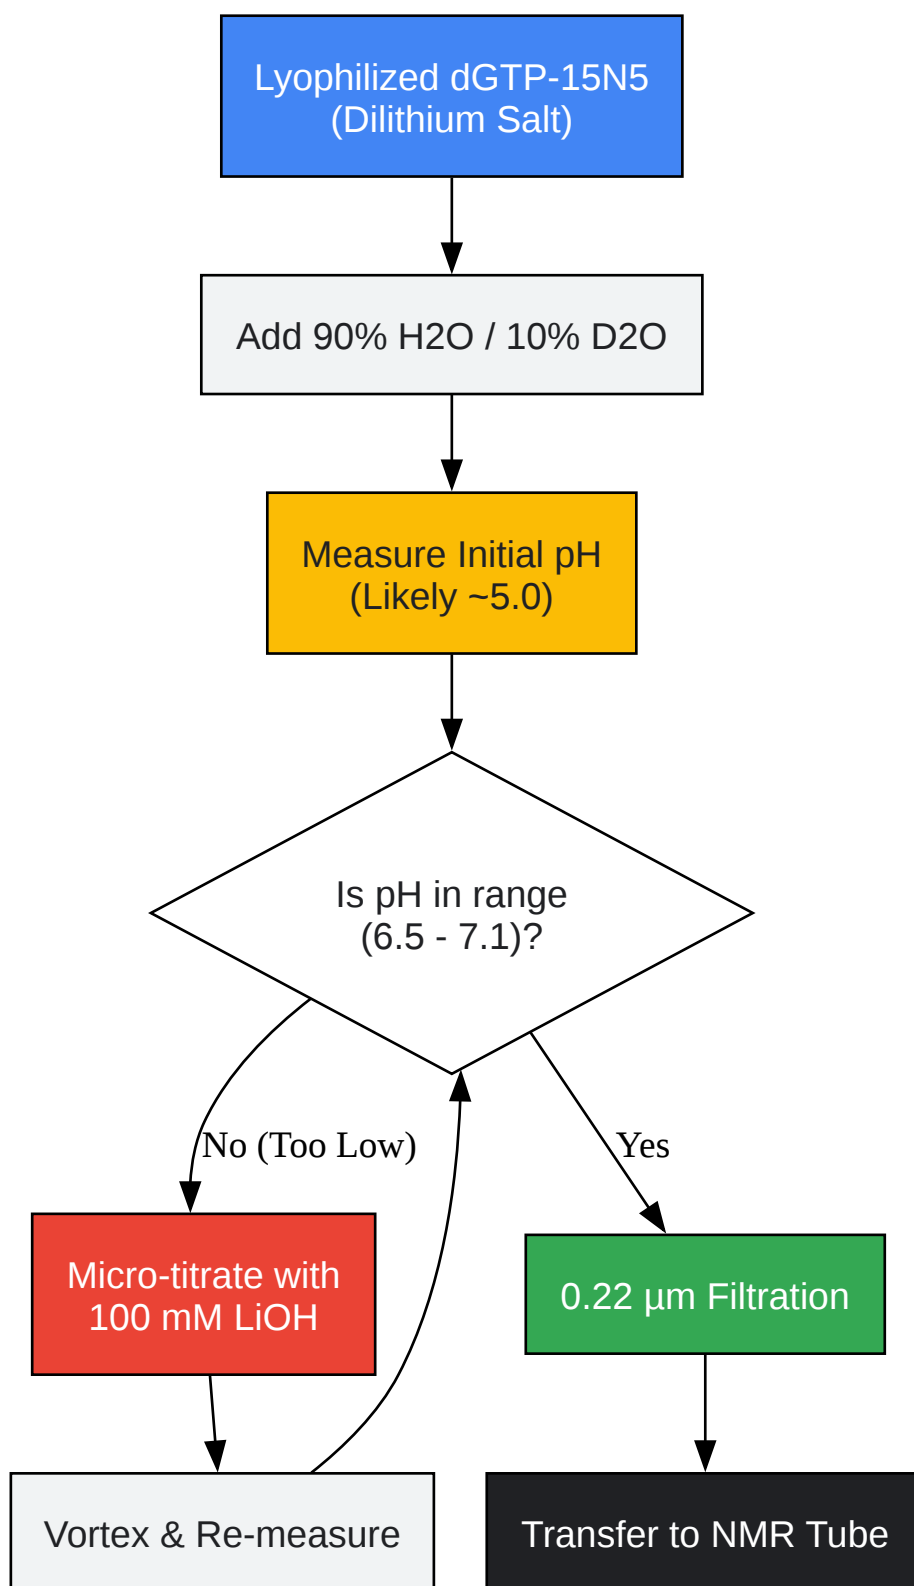 Lyophilized dGTP-15N5
(Dilithium Salt)
Add 90% H2O / 10% D2O
Measure Initial pH
(Likely ~5.0)
Is pH in range
(6.5 - 7.1)?
No (Too Low)
Yes
Micro-titrate with
100 mM LiOH
0.22 µm Filtration
Vortex & Re-measure
Transfer to NMR Tube